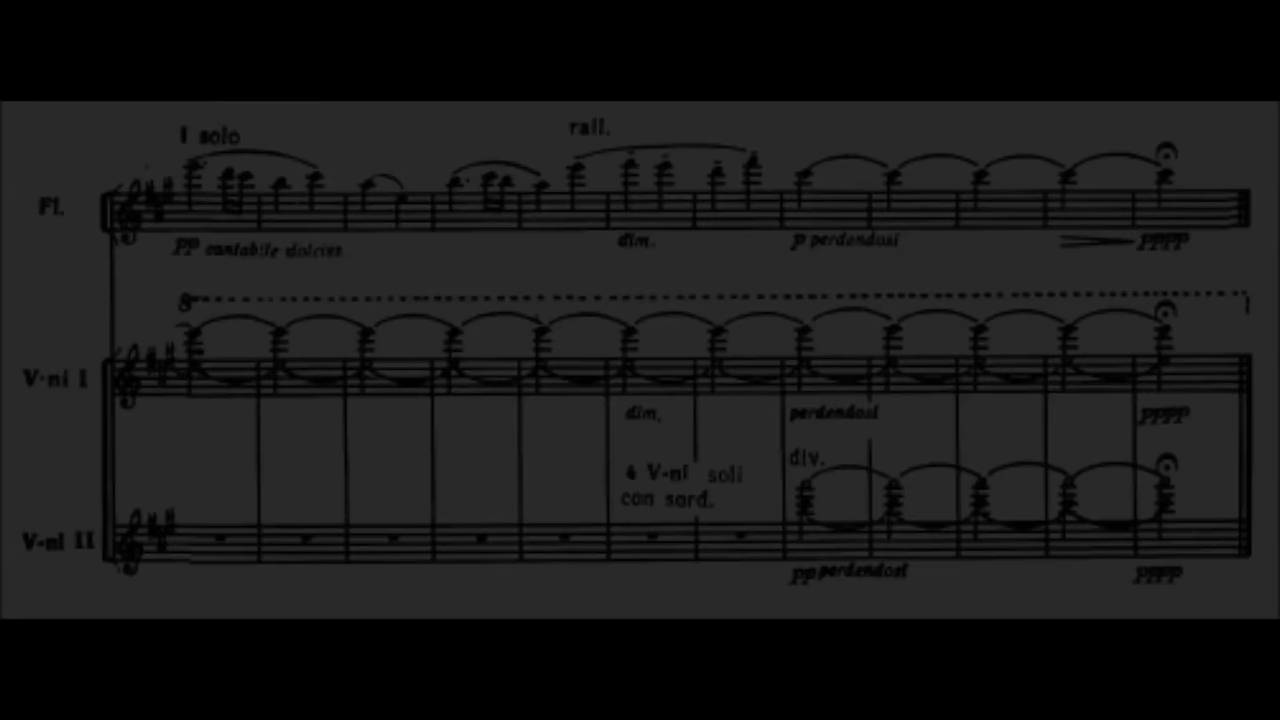 I solo
rall.
Fl.
pp cantabile dolciss.
dim.
p perdendosi
pppp
8
V-ni I
dim.
perdendosi
pppp
4 V-ni soli
con sord.
div.
V-ni II
pp perdendosi
pppp